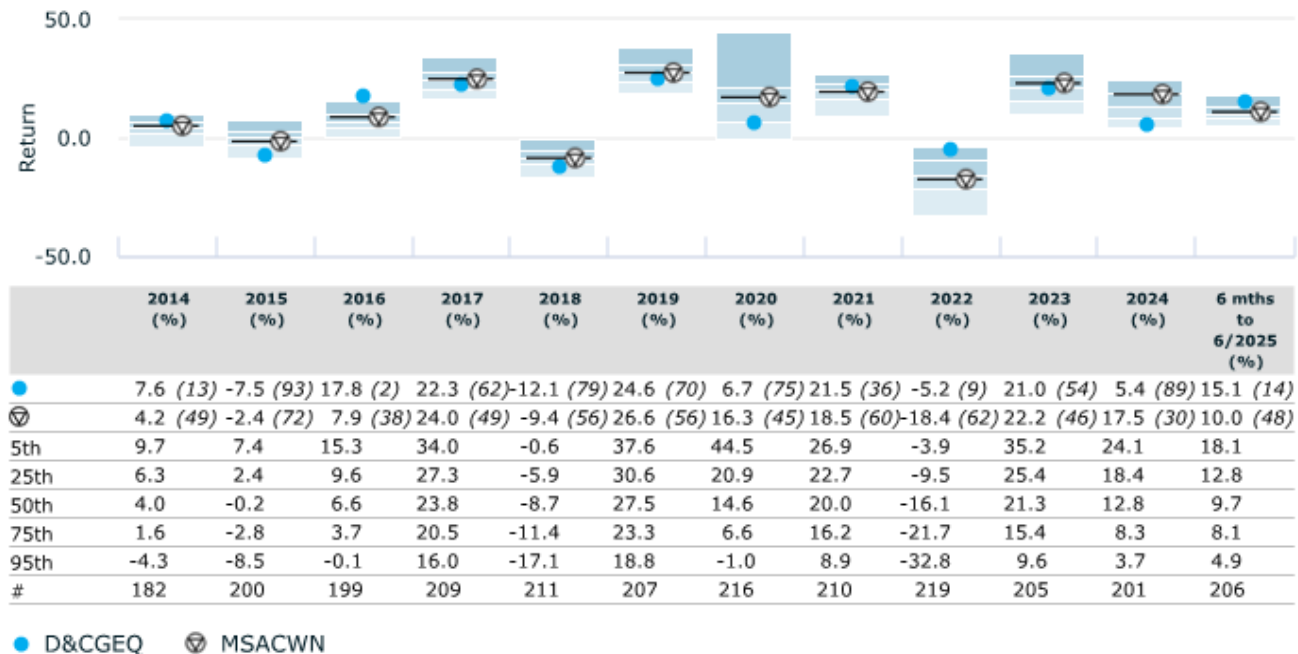 50.0
0.0
-50.0
Return
2014 2015 2016 2017 2018 2019 2020 2021 2022 2023 2024 6 mths
(%) (%) (%) (%) (%) (%) (%) (%) (%) (%) (%) to
6/2025
(%)
7.6 (13) -7.5 (93) 17.8 (2) 22.3 (62) -12.1 (79) 24.6 (70) 6.7 (75) 21.5 (36) -5.2 (9) 21.0 (54) 5.4 (89) 15.1 (14)
4.2 (49) -2.4 (72) 7.9 (38) 24.0 (49) -9.4 (56) 26.6 (56) 16.3 (45) 18.5 (60) -18.4 (62) 22.2 (46) 17.5 (30) 10.0 (48)
5th 9.7 7.4 15.3 34.0 -0.6 37.6 44.5 26.9 -3.9 35.2 24.1 18.1
25th 6.3 2.4 9.6 27.3 -5.9 30.6 20.9 22.7 -9.5 25.4 18.4 12.8
50th 4.0 -0.2 6.6 23.8 -8.7 27.5 14.6 20.0 -16.1 21.3 12.8 9.7
75th 1.6 -2.8 3.7 20.5 -11.4 23.3 6.6 16.2 -21.7 15.4 8.3 8.1
95th -4.3 -8.5 -0.1 16.0 -17.1 18.8 -1.0 8.9 -32.8 9.6 3.7 4.9
# 182 200 199 209 211 207 216 210 219 205 201 206
D&CGEQ MSACWN